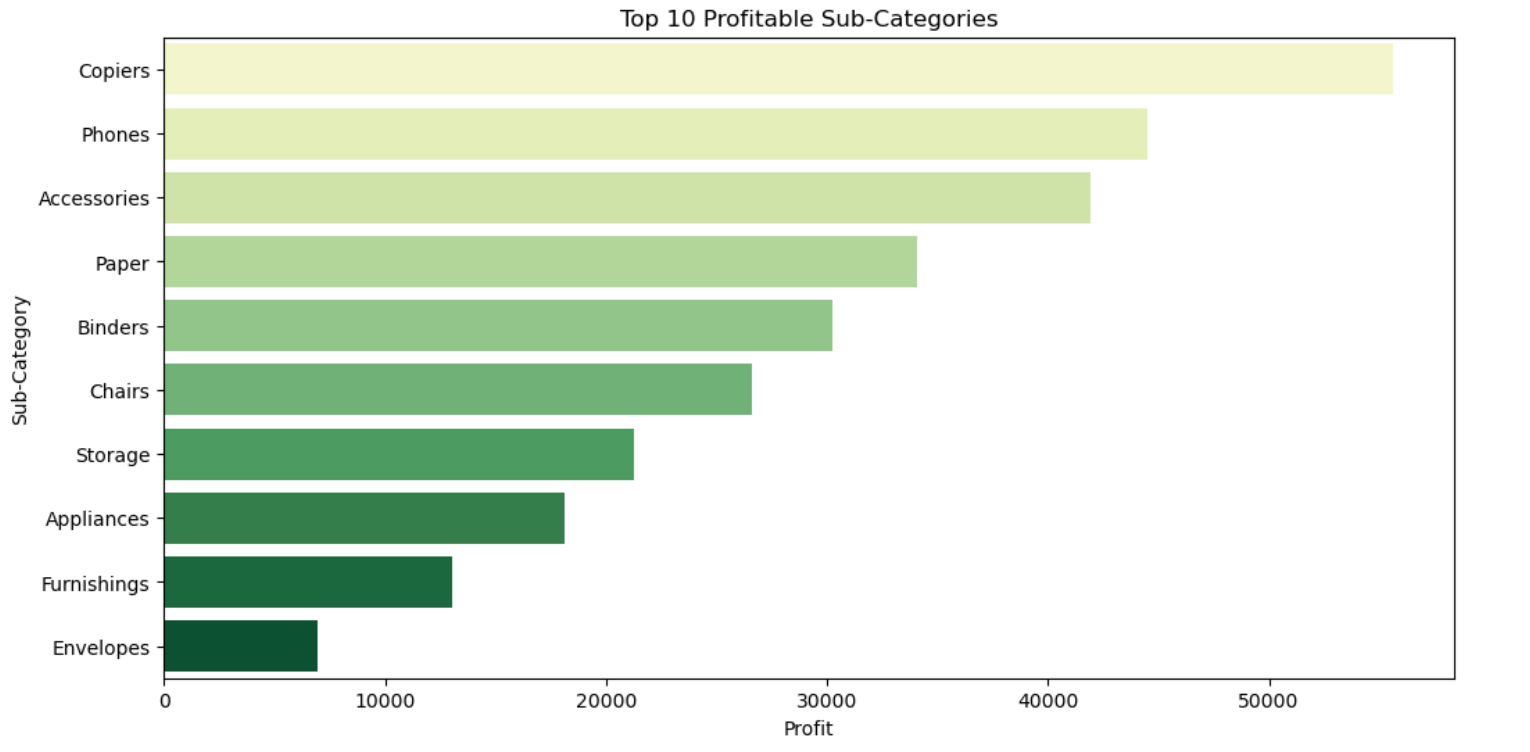 Top 10 Profitable Sub-Categories
Sub-Category
Copiers
Phones
Accessories
Paper
Binders
Chairs
Storage
Appliances
Furnishings
Envelopes
0 10000 20000 30000 40000 50000
Profit